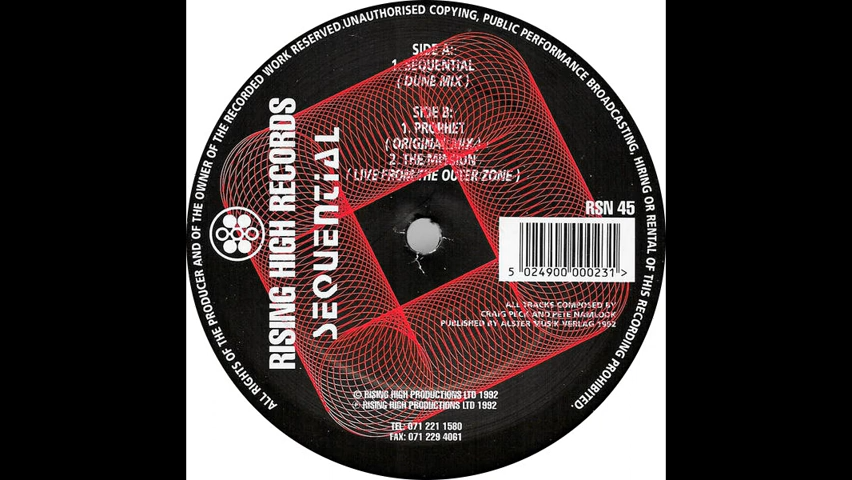 ALL RIGHTS OF THE PRODUCER AND OF THE OWNER OF THE RECORDED WORK RESERVED. UNAUTHORISED COPYING, PUBLIC PERFORMANCE BROADCASTING, HIRING OR RENTAL OF THIS RECORDING PROHIBITED.
RISING HIGH RECORDS
SEQUENTiAL
SIDE A:
1. SEQUENTIAL
( DUNE MIX )
SIDE B:
1. PROPHET
( ORIGINAL MIX )
2. THE MISSION
( LIVE FROM THE OUTER ZONE )
RSN 45
5 024900 000231 >
ALL TRACKS COMPOSED BY
CRAIG PECK AND PETE NAMLOOK
PUBLISHED BY ALSTER MUSIK-VERLAG 1992
© RISING HIGH PRODUCTIONS LTD 1992
℗ RISING HIGH PRODUCTIONS LTD 1992
TEL: 071 221 1580
FAX: 071 229 4061